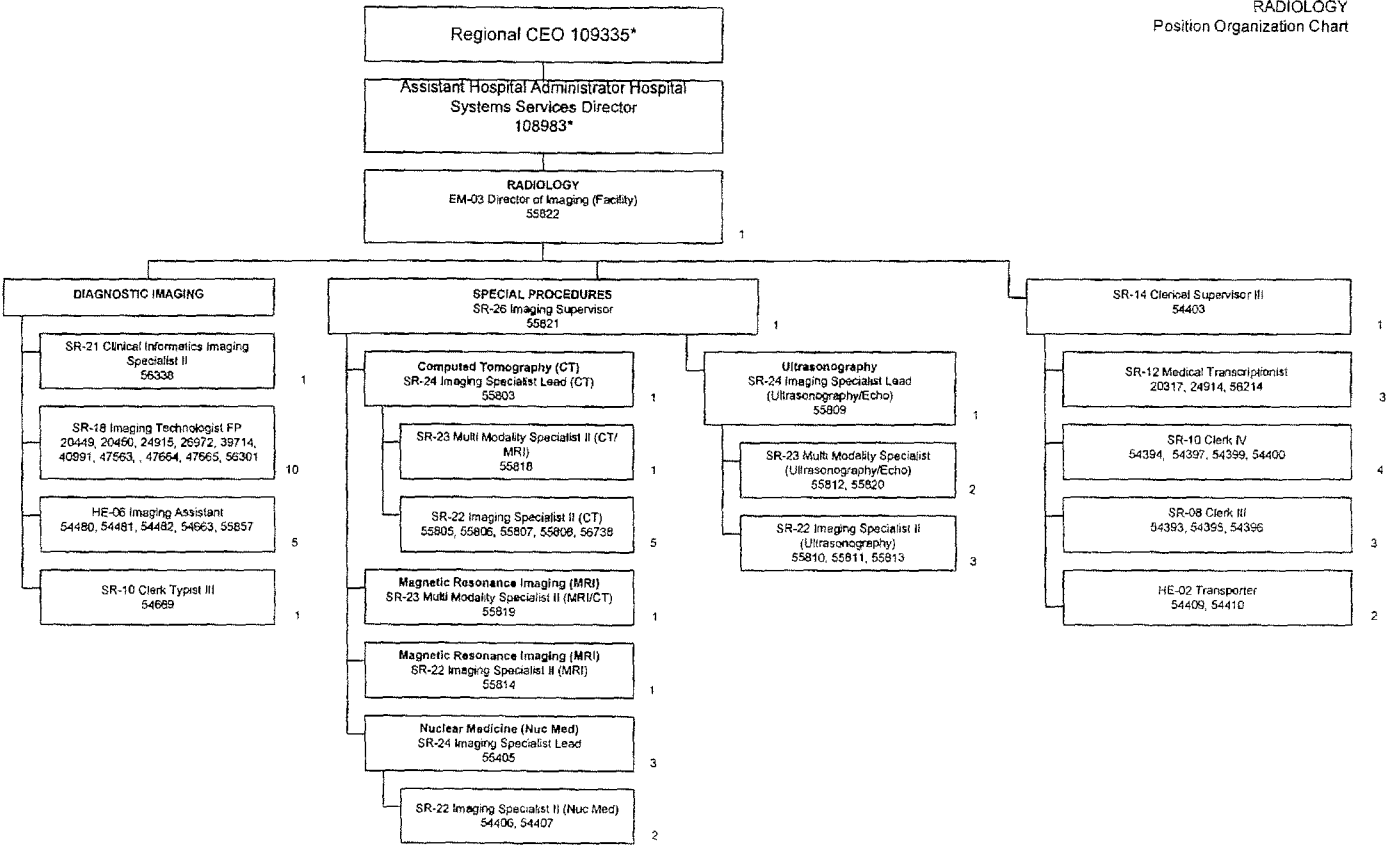 RADIOLOGY
Position Organization Chart
Regional CEO 109335*
Assistant Hospital Administrator Hospital
Systems Services Director
108983*
RADIOLOGY
EM-03 Director of Imaging (Facility)
55822
1
DIAGNOSTIC IMAGING
SR-21 Clinical Informatics Imaging
Specialist II
56338
1
SR-18 Imaging Technologist FP
20449, 20450, 24915, 26972, 39714,
40991, 47563, , 47664, 47665, 56301
10
HE-06 Imaging Assistant
54480, 54481, 54482, 54663, 55857
5
SR-10 Clerk Typist III
54669
1
SPECIAL PROCEDURES
SR-26 Imaging Supervisor
55821
1
Computed Tomography (CT)
SR-24 Imaging Specialist Lead (CT)
55803
1
SR-23 Multi Modality Specialist II (CT/
MRI)
55818
1
SR-22 Imaging Specialist II (CT)
55805, 55806, 55807, 55808, 56738
5
Magnetic Resonance Imaging (MRI)
SR-23 Multi Modality Specialist II (MRI/CT)
55819
1
Magnetic Resonance Imaging (MRI)
SR-22 Imaging Specialist II (MRI)
55814
1
Nuclear Medicine (Nuc Med)
SR-24 Imaging Specialist Lead
55405
3
SR-22 Imaging Specialist II (Nuc Med)
54406, 54407
2
Ultrasonography
SR-24 Imaging Specialist Lead
(Ultrasonography/Echo)
55809
1
SR-23 Multi Modality Specialist
(Ultrasonography/Echo)
55812, 55820
2
SR-22 Imaging Specialist II
(Ultrasonography)
55810, 55811, 55813
3
SR-14 Clerical Supervisor III
54403
1
SR-12 Medical Transcriptionist
20317, 24914, 56214
3
SR-10 Clerk IV
54394, 54397, 54399, 54400
4
SR-08 Clerk III
54393, 54395, 54396
3
HE-02 Transporter
54409, 54410
2